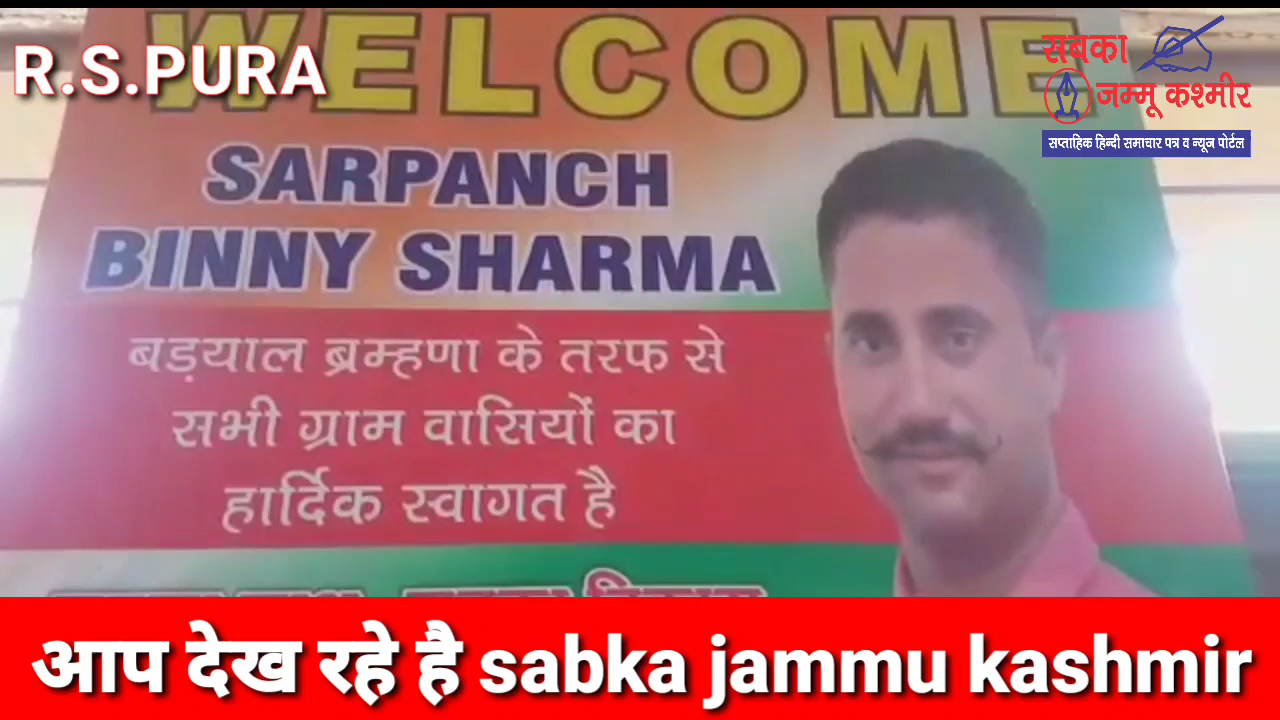 WELCOME
R.S.PURA
सबका
जम्मू कश्मीर
सप्ताहिक हिन्दी समाचार पत्र व न्यूज पोर्टल
SARPANCH
BINNY SHARMA
बड़याल ब्रम्हणा के तरफ से
सभी ग्राम वासियों का
हार्दिक स्वागत है
आप देख रहे है sabka jammu kashmir